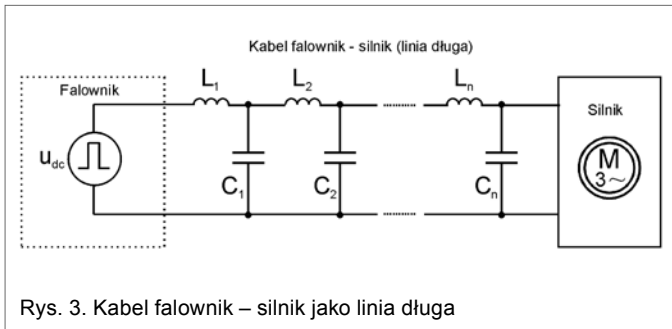 Kabel falownik - silnik (linia długa)
Falownik
L1
L2
Ln
Silnik
udc
M
3~
C1
C2
Cn
Rys. 3. Kabel falownik – silnik jako linia długa